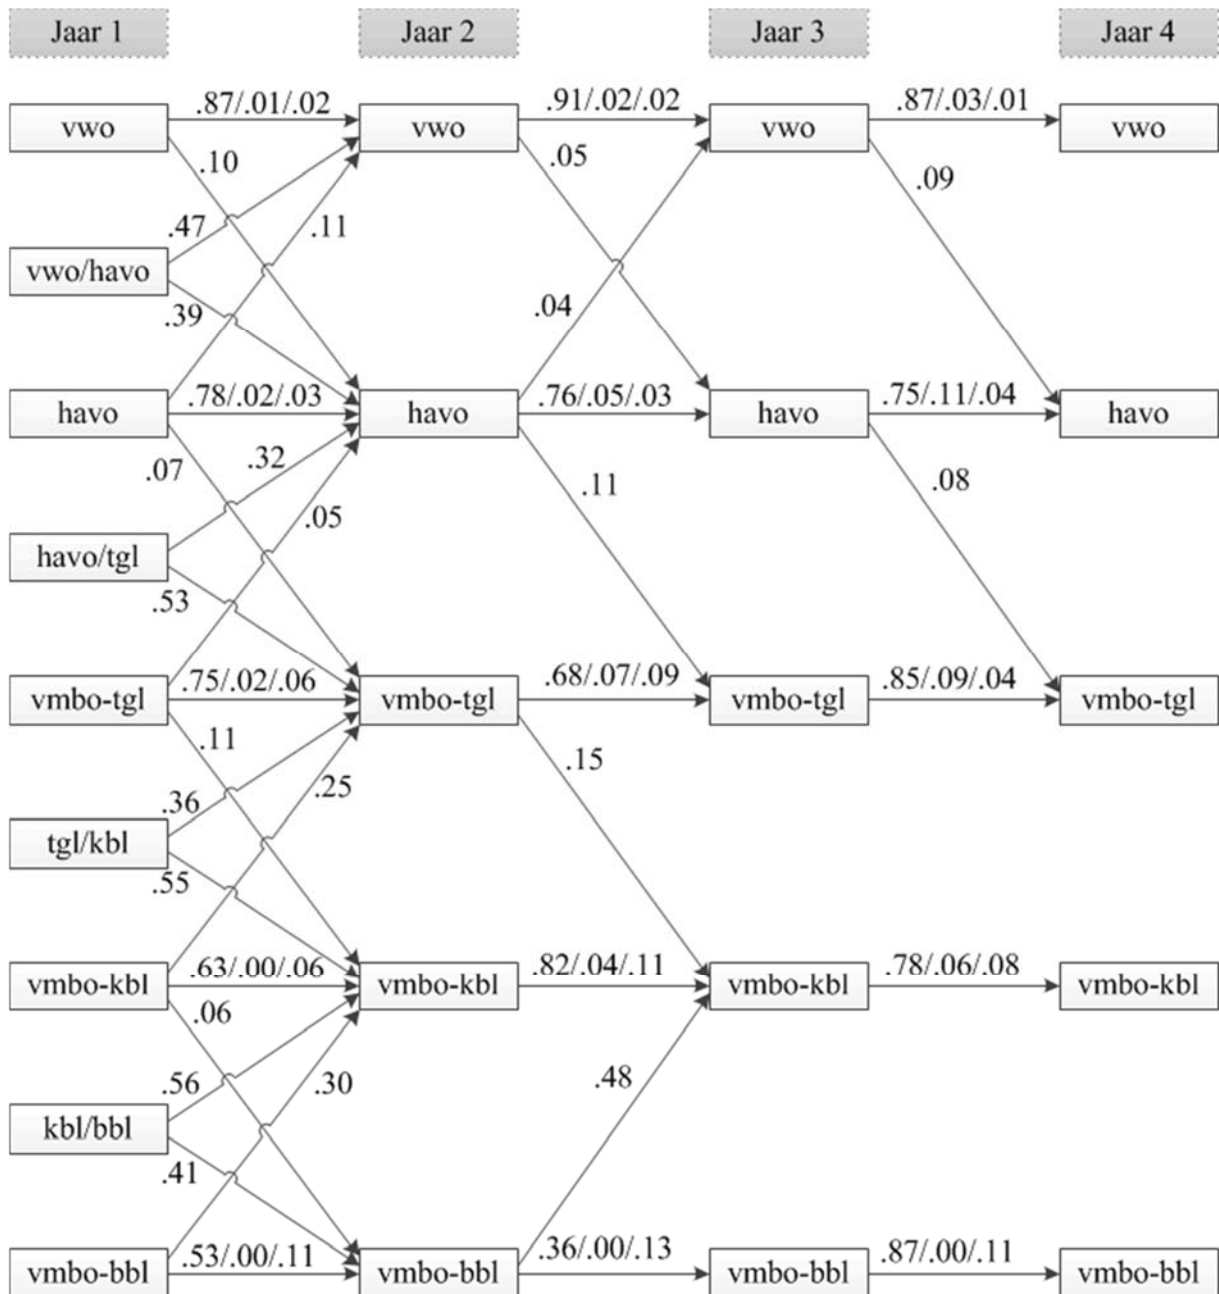 Jaar 1 Jaar 2 Jaar 3 Jaar 4
.87/.01/.02 .91/.02/.02 .87/.03/.01
vwo vwo vwo vwo
.10 .05 .09
.47 .11
vwo/havo
.39 .04
.78/.02/.03 .76/.05/.03 .75/.11/.04
havo havo havo havo
.07 .32 .11 .08
.05
havo/tgl
.53
.75/.02/.06 .68/.07/.09 .85/.09/.04
vmbo-tgl vmbo-tgl vmbo-tgl vmbo-tgl
.11 .15
.36 .25
tgl/kbl
.55
.63/.00/.06 .82/.04/.11 .78/.06/.08
vmbo-kbl vmbo-kbl vmbo-kbl vmbo-kbl
.06
.56 .30 .48
kbl/bbl
.41
.53/.00/.11 .36/.00/.13 .87/.00/.11
vmbo-bbl vmbo-bbl vmbo-bbl vmbo-bbl